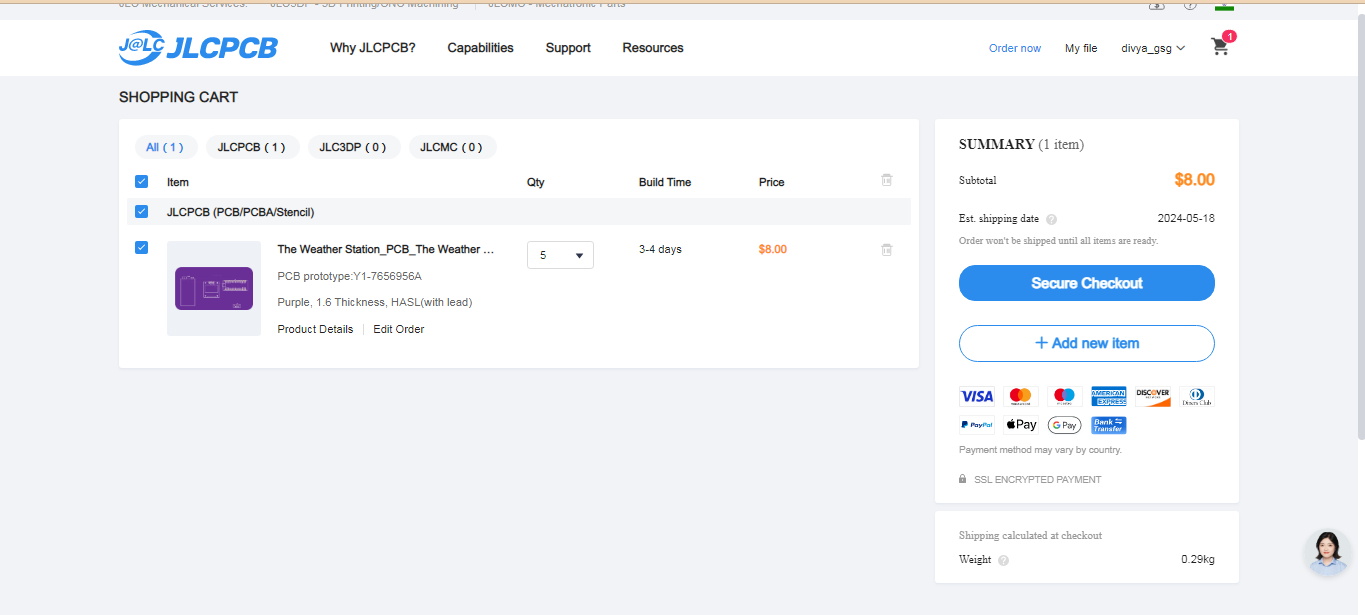 JLC Mechanical Services: JLC3DP - 3D Printing/CNC Machining JLCMC - Mechatronic Parts
J@LC JLCPCB Why JLCPCB? Capabilities Support Resources Order now My file divya_gsg 1
SHOPPING CART
All ( 1 ) JLCPCB ( 1 ) JLC3DP ( 0 ) JLCMC ( 0 )
Item Qty Build Time Price
JLCPCB (PCB/PCBA/Stencil)
The Weather Station_PCB_The Weather ... 5 3-4 days $8.00
PCB prototype:Y1-7656956A
Purple, 1.6 Thickness, HASL(with lead)
Product Details Edit Order
SUMMARY (1 item)
Subtotal $8.00
Est. shipping date ? 2024-05-18
Order won't be shipped until all items are ready.
Secure Checkout
+ Add new item
VISA AMERICAN EXPRESS DISCOVER Diners Club
PayPal Pay G Pay Bank Transfer
Payment method may vary by country.
SSL ENCRYPTED PAYMENT
Shipping calculated at checkout
Weight ? 0.29kg